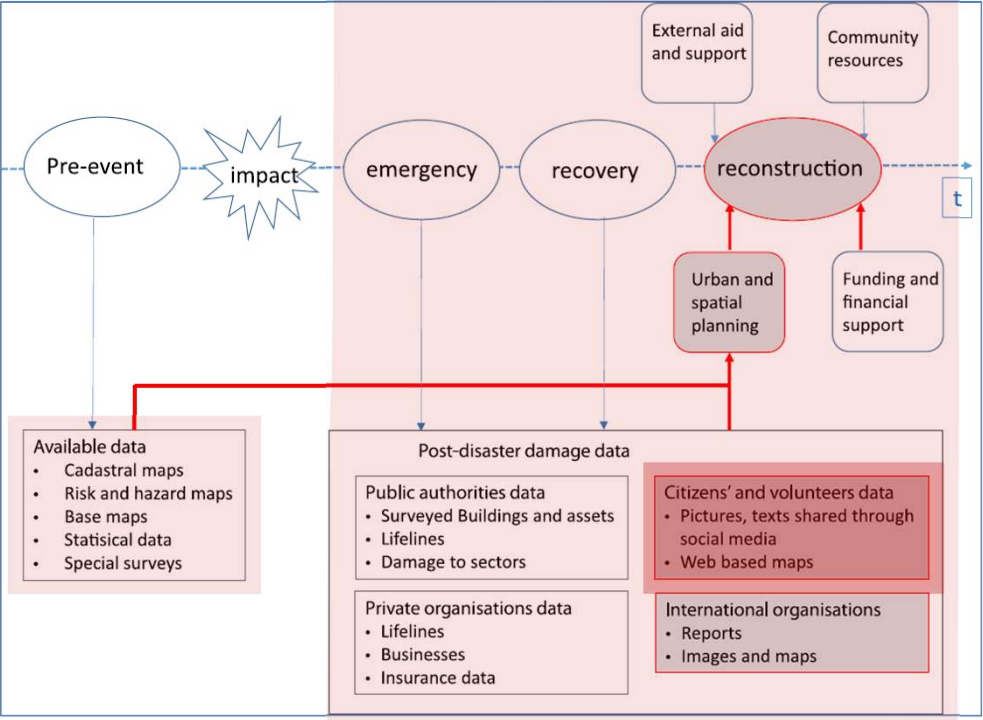 External aid
and support
Community
resources
Pre-event
impact
emergency
recovery
reconstruction
t
Urban and
spatial
planning
Funding and
financial
support
Available data
• Cadastral maps
• Risk and hazard maps
• Base maps
• Statisical data
• Special surveys
Post-disaster damage data
Public authorities data
• Surveyed Buildings and assets
• Lifelines
• Damage to sectors
Citizens' and volunteers data
• Pictures, texts shared through
social media
• Web based maps
Private organisations data
• Lifelines
• Businesses
• Insurance data
International organisations
• Reports
• Images and maps